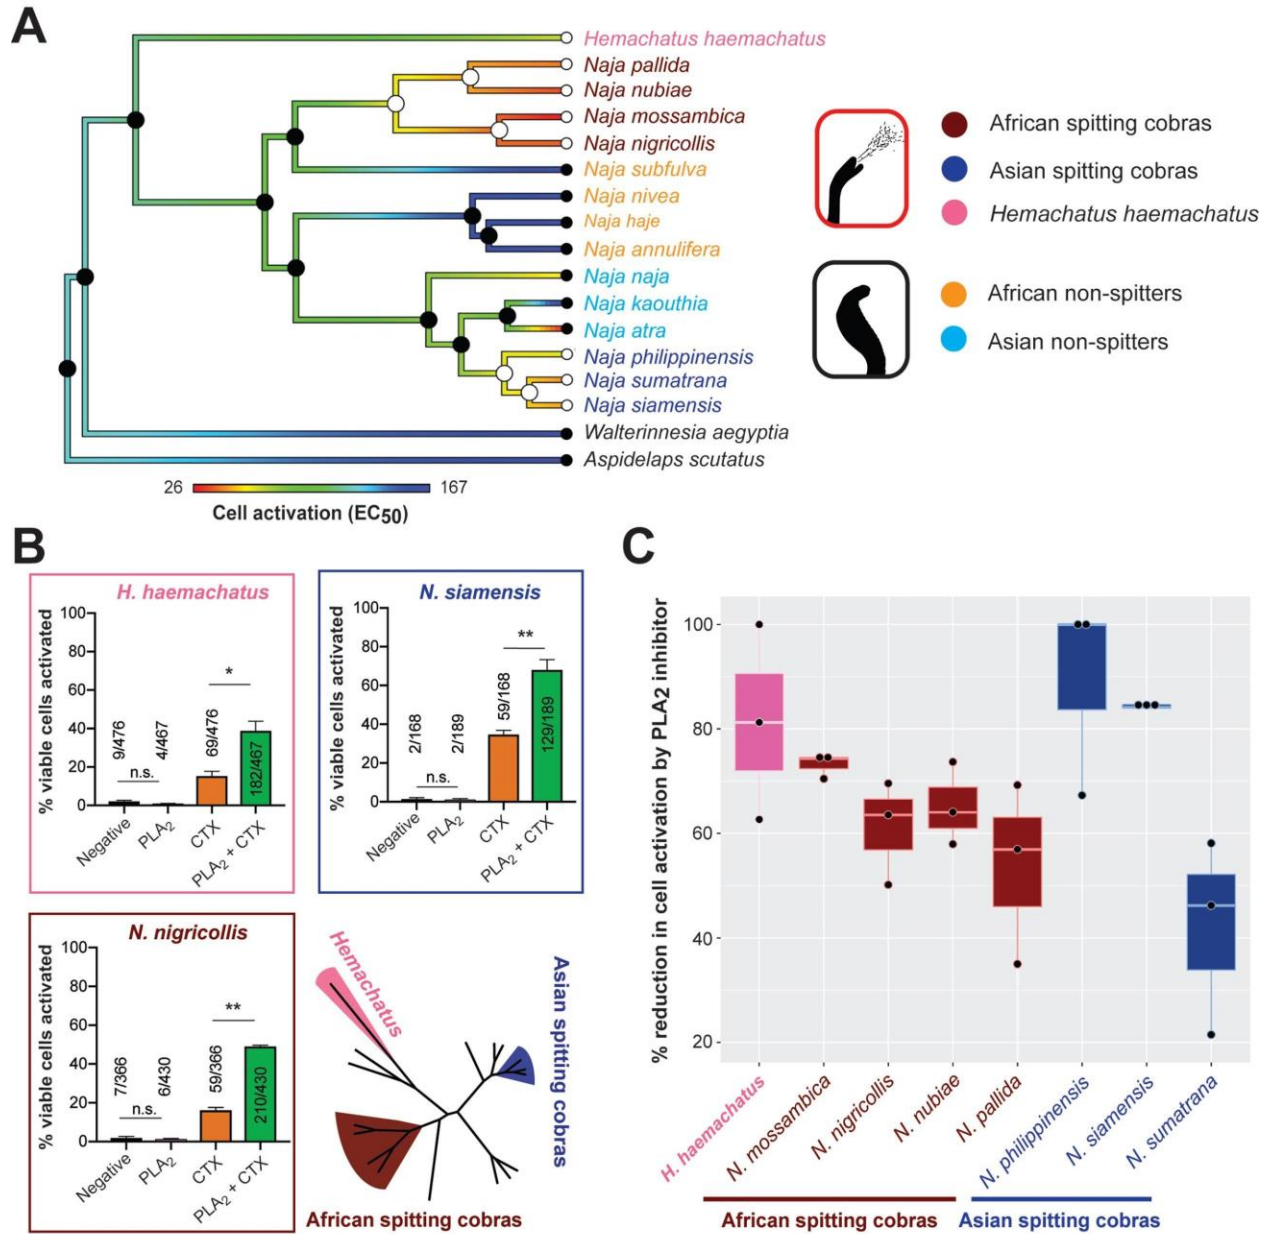 A
Hemachatus haemachatus
Naja pallida
Naja nubiae
Naja mossambica
Naja nigricollis
Naja subfulva
Naja nivea
Naja haje
Naja annulifera
Naja naja
Naja kaouthia
Naja atra
Naja philippinensis
Naja sumatrana
Naja siamensis
Walterinnesia aegyptia
Aspidelaps scutatus
26
167
Cell activation (EC50)
African spitting cobras
Asian spitting cobras
Hemachatus haemachatus
African non-spitters
Asian non-spitters
B
H. haemachatus
% viable cells activated
100
80
60
40
20
0
9/476
4/467
69/476
182/467
n.s.
*
Negative
PLA2
CTX
PLA2 + CTX
N. siamensis
% viable cells activated
100
80
60
40
20
0
2/168
2/189
59/168
129/189
n.s.
**
Negative
PLA2
CTX
PLA2 + CTX
N. nigricollis
% viable cells activated
100
80
60
40
20
0
7/366
6/430
59/366
210/430
n.s.
**
Negative
PLA2
CTX
PLA2 + CTX
Hemachatus
Asian spitting cobras
African spitting cobras
C
% reduction in cell activation by PLA2 inhibitor
100
80
60
40
20
H. haemachatus
N. mossambica
N. nigricollis
N. nubiae
N. pallida
N. philippinensis
N. siamensis
N. sumatrana
African spitting cobras
Asian spitting cobras